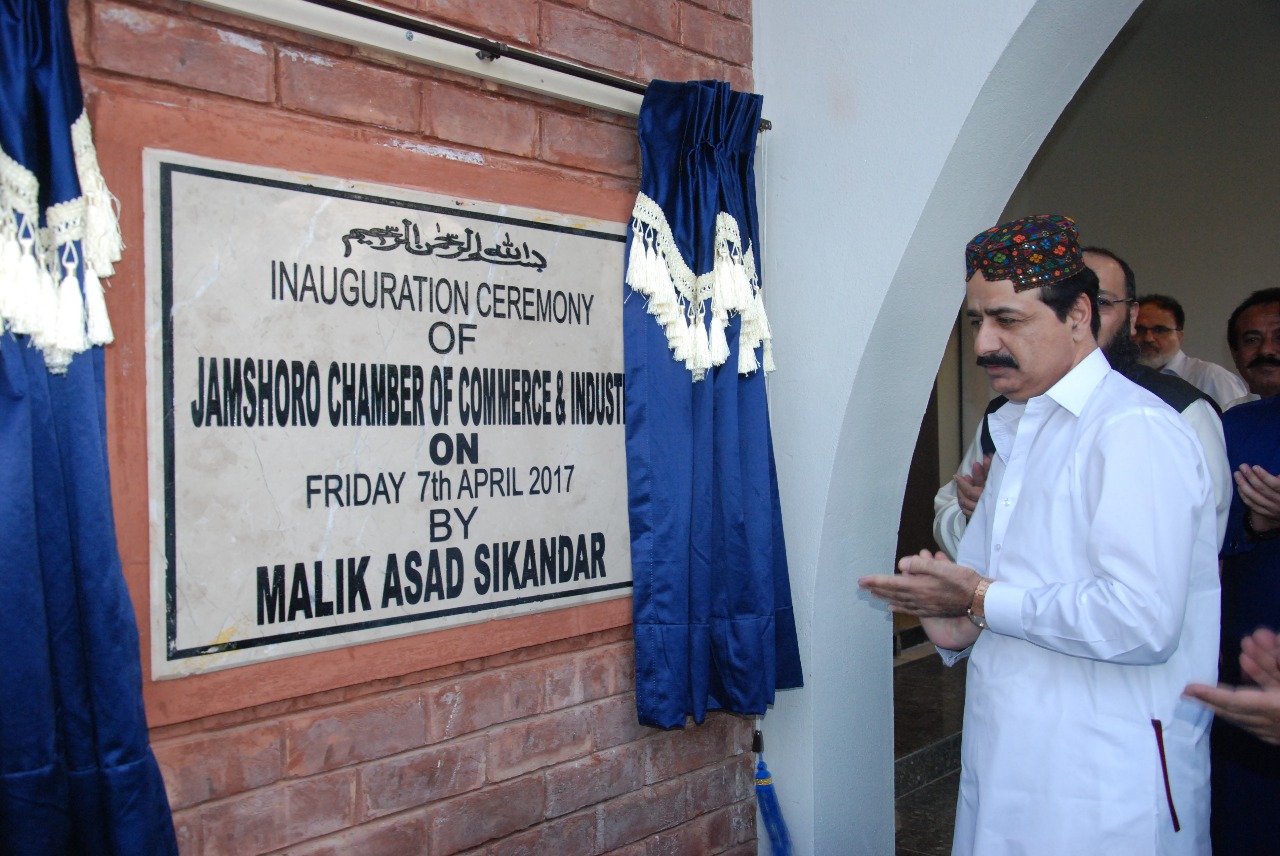 بسم الله الرحمن الرحيم
INAUGURATION CEREMONY
OF
JAMSHORO CHAMBER OF COMMERCE & INDUST
ON
FRIDAY 7th APRIL 2017
BY
MALIK ASAD SIKANDAR